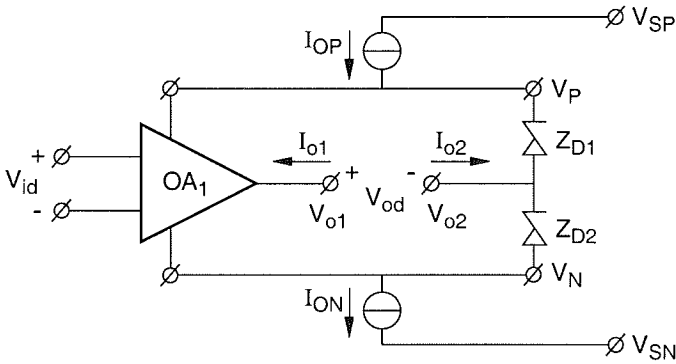 V_SP
I_OP
V_P
I_o1
I_o2
Z_D1
+
+
-
V_id
OA_1
V_od
-
V_o1
V_o2
Z_D2
V_N
I_ON
V_SN